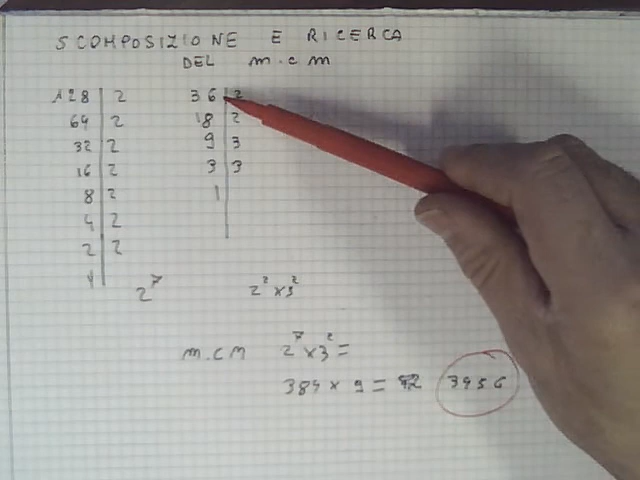 SCOMPOSIZIONE E RICERCA
DEL m.c m
128 | 2 36 | 2
64 | 2 18 | 2
32 | 2 9 | 3
16 | 2 3 | 3
8 | 2 1
4 | 2
2 | 2
1
2⁷ 2²x3²
m.cm 2⁷x3²=
384 x 9 = 3456